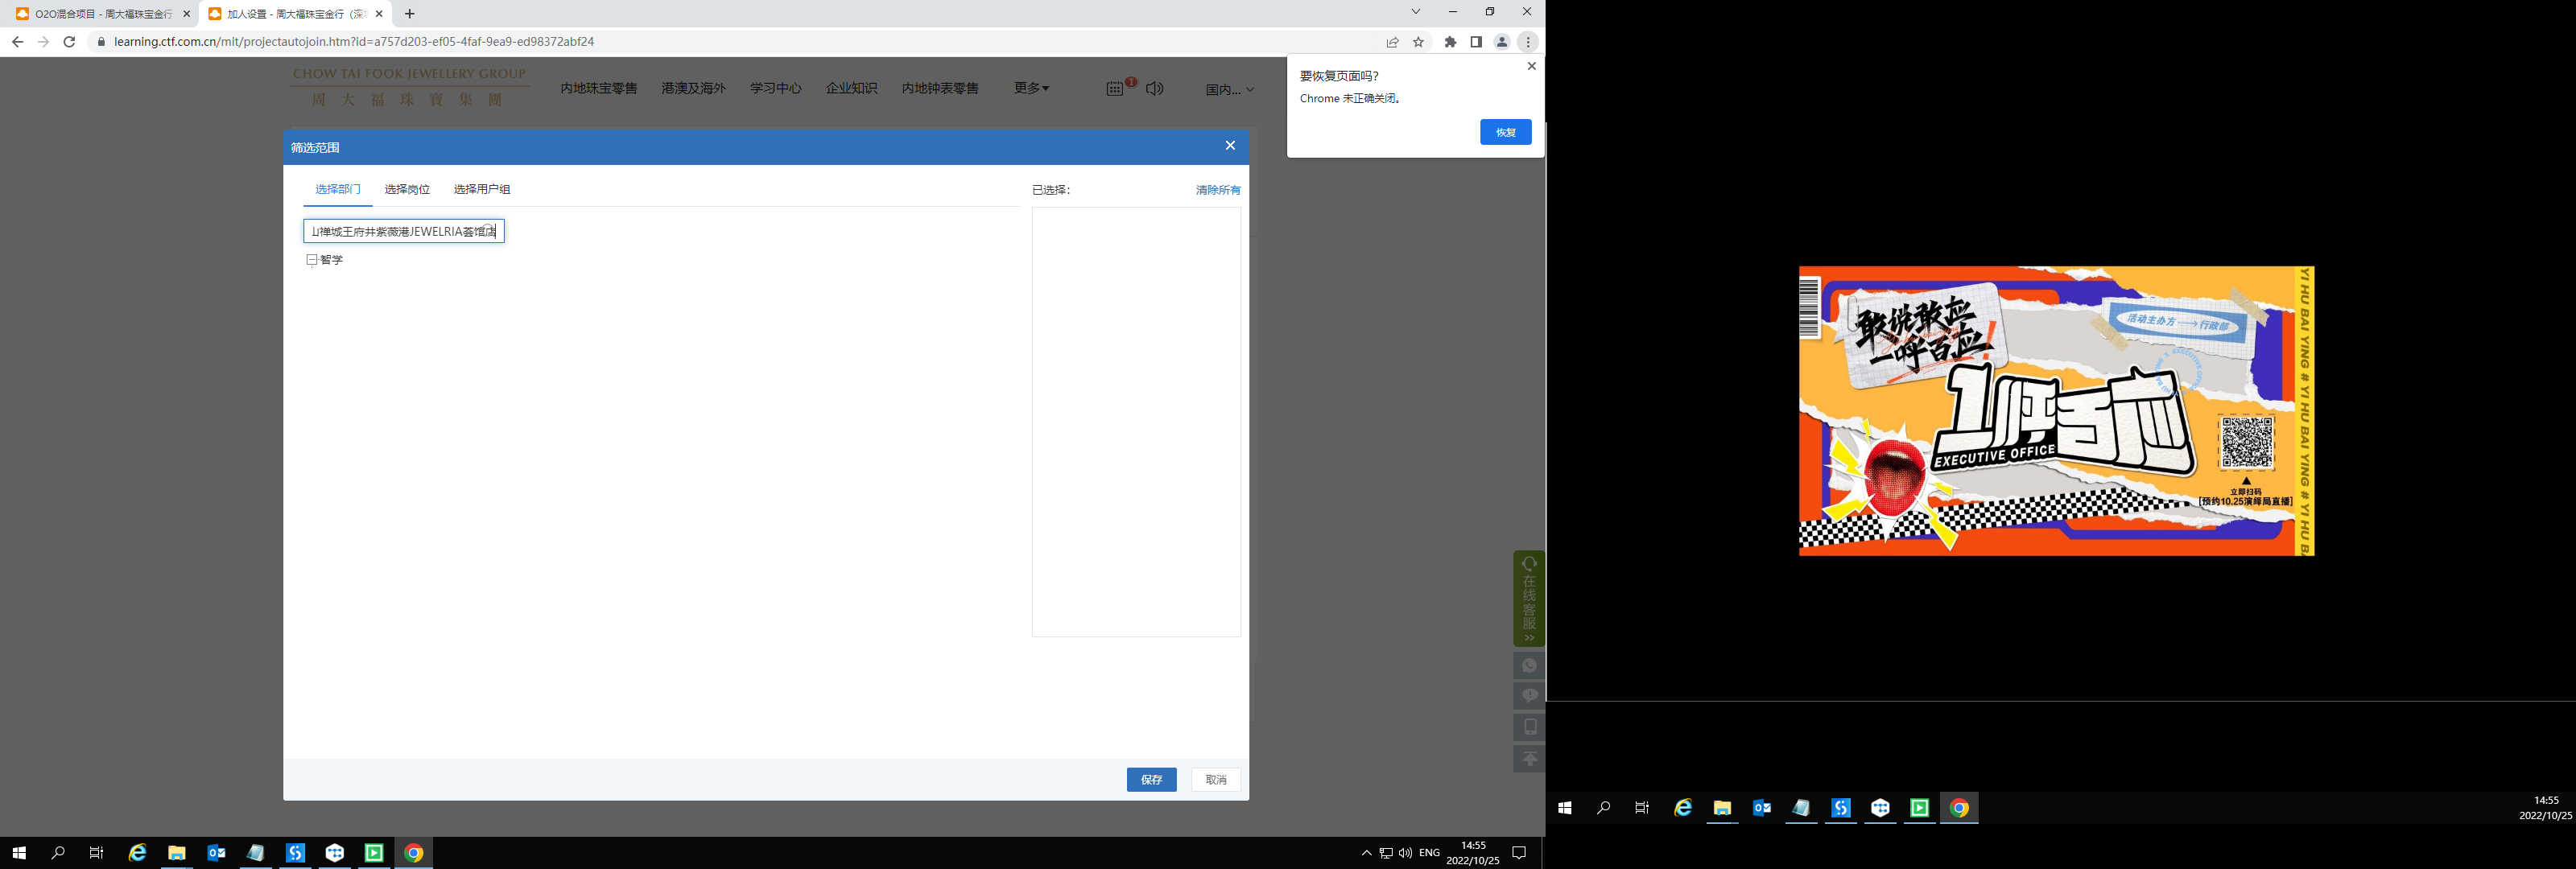 O2O混合项目 - 周大福珠宝金行
加人设置 - 周大福珠宝金行（深
learning.ctf.com.cn/mit/projectautojoin.htm?id=a757d203-ef05-4faf-9ea9-ed98372abf24
要恢复页面吗?
Chrome 未正确关闭。
恢复
CHOW TAI FOOK JEWELLERY GROUP
周大福珠寶集團
内地珠宝零售 港澳及海外 学习中心 企业知识 内地钟表零售 更多 1 国内...
筛选范围
选择部门 选择岗位 选择用户组
已选择: 清除所有
山禅城王府井紫薇港JEWELRIA荟馆店
智学
在线客服
保存 取消
ENG
14:55
2022/10/25
敢说敢应
一呼百应!
活动主办方 行政部
1呼百应
EXECUTIVE OFFICE
立即扫码
[预约10.25演绎局直播]
YI HU BAI YING # YI HU BAI YING # YI HU BA
14:55
2022/10/25